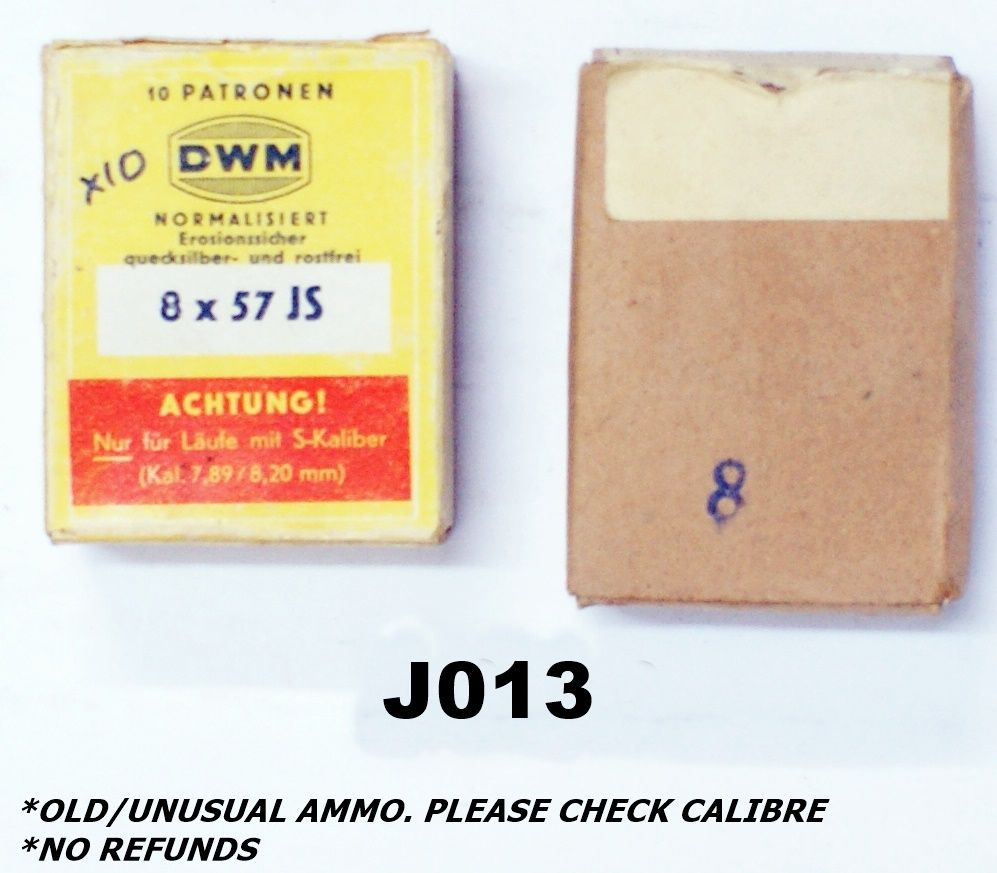 10 PATRONEN
DWM
x10
NORMALISIERT
Erosionssicher
quecksilber- und rostfrei
8 x 57 JS
ACHTUNG!
Nur für Läufe mit S-Kaliber
(Kal. 7,89 / 8,20 mm)
8
J013
*OLD/UNUSUAL AMMO. PLEASE CHECK CALIBRE
*NO REFUNDS